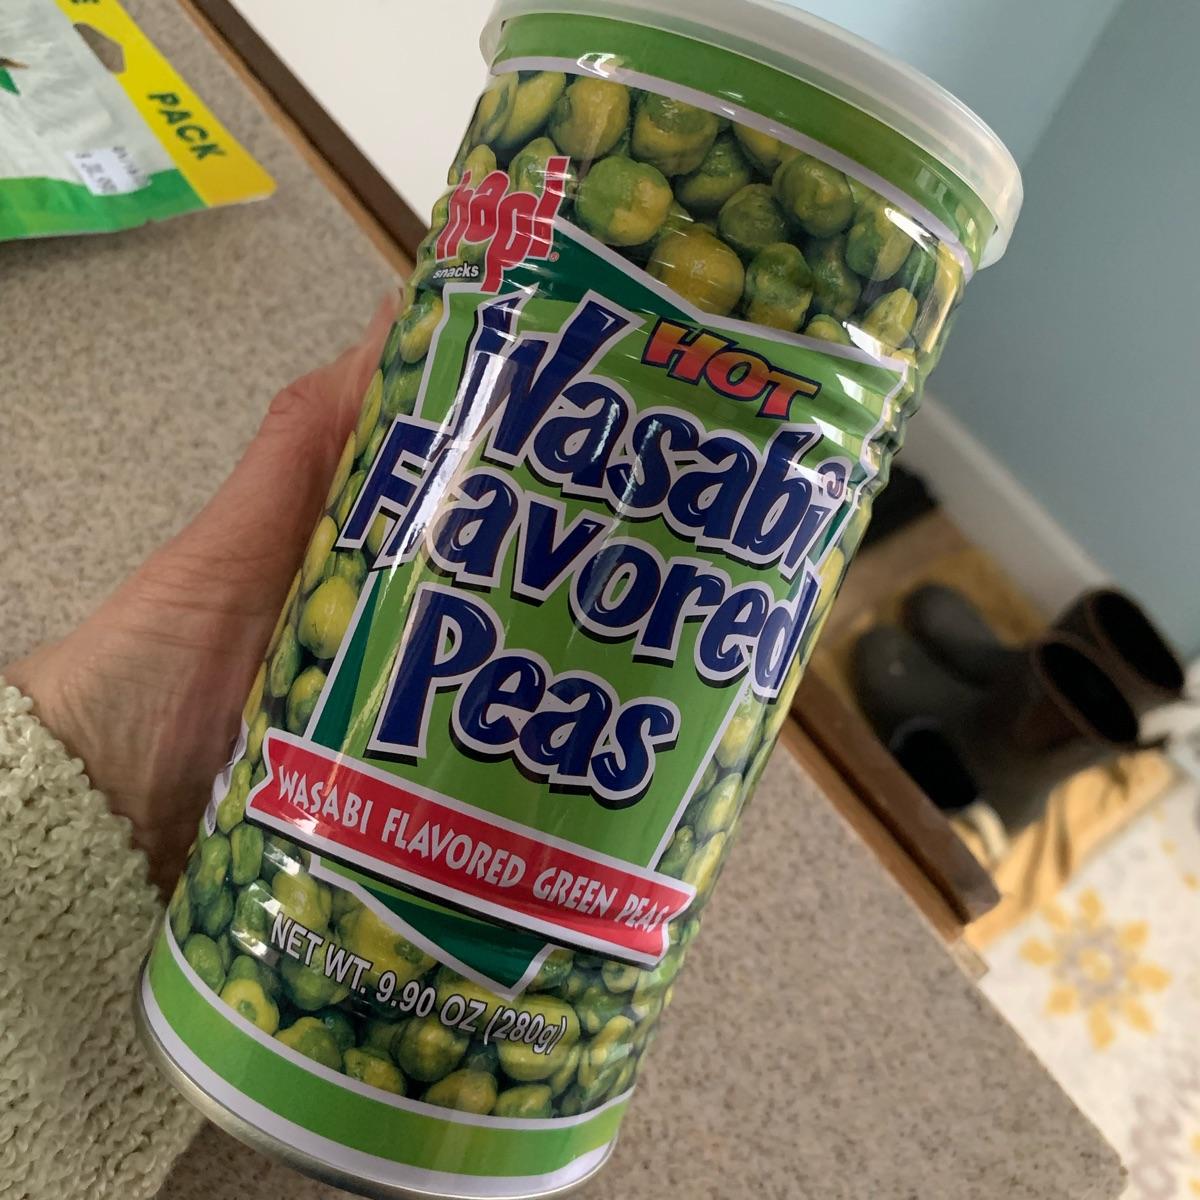 PACK
hapi®
snacks
HOT
Wasabi
Flavored
Peas
WASABI FLAVORED GREEN PEAS
NET WT. 9.90 OZ (280g)